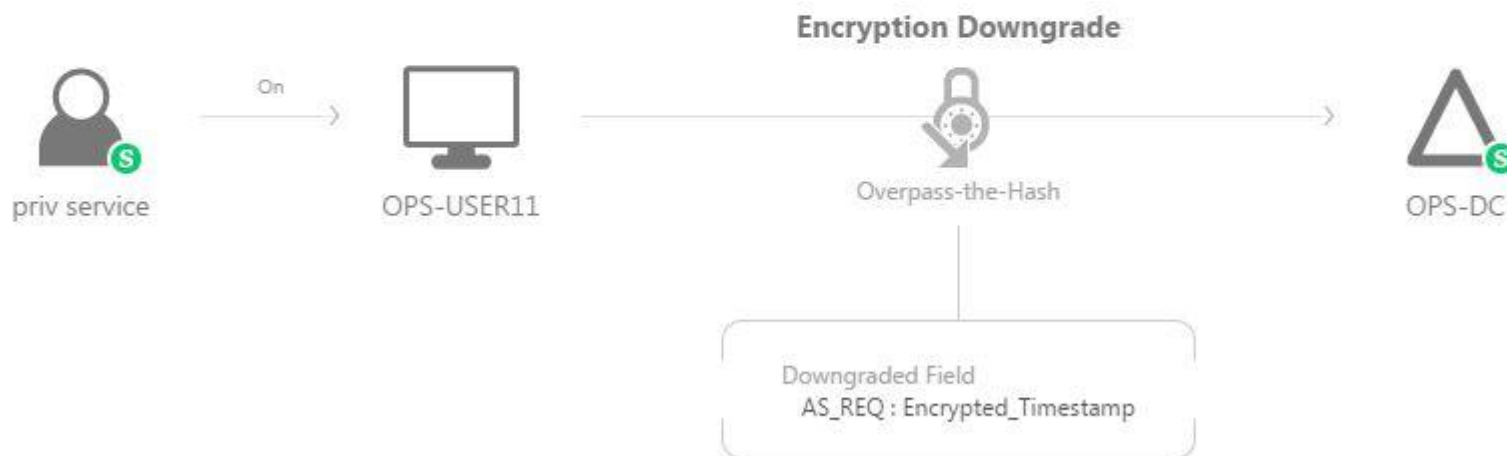 Encryption Downgrade
On
S
S
priv service
OPS-USER11
Overpass-the-Hash
OPS-DC
Downgraded Field
AS_REQ : Encrypted_Timestamp